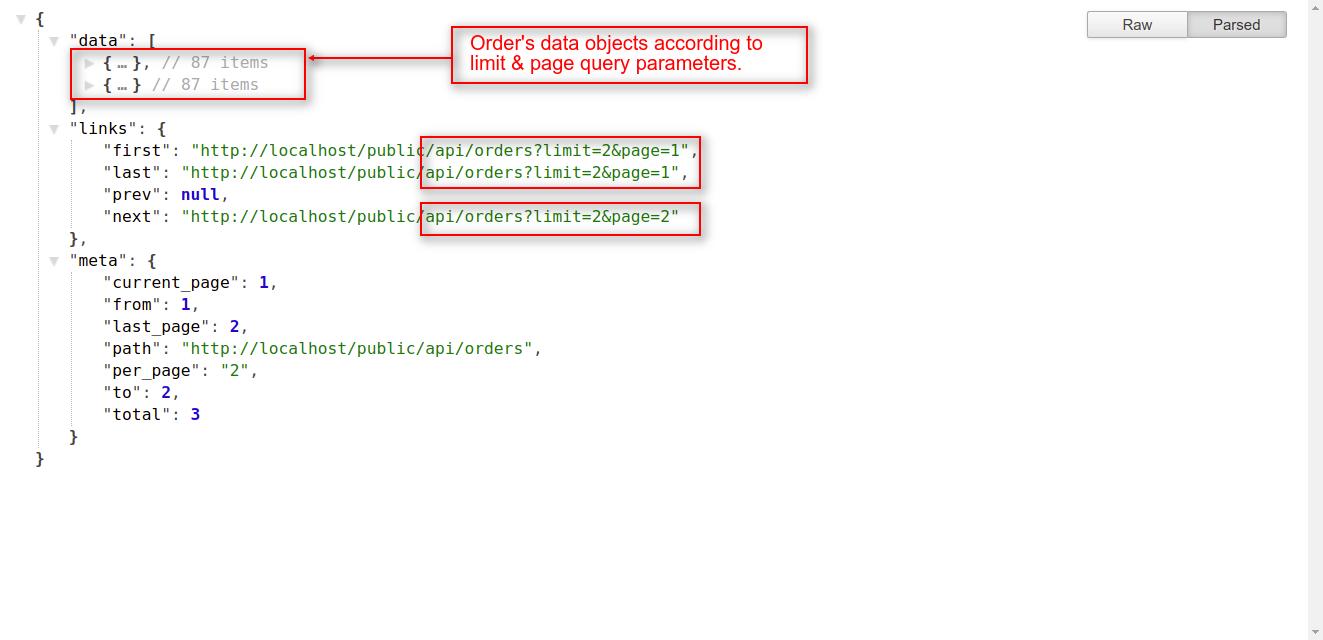 {
"data": [
{ … }, // 87 items
{ … } // 87 items
],
"links": {
"first": "http://localhost/public/api/orders?limit=2&page=1",
"last": "http://localhost/public/api/orders?limit=2&page=1",
"prev": null,
"next": "http://localhost/public/api/orders?limit=2&page=2"
},
"meta": {
"current_page": 1,
"from": 1,
"last_page": 2,
"path": "http://localhost/public/api/orders",
"per_page": "2",
"to": 2,
"total": 3
}
}
Order's data objects according to
limit & page query parameters.
Raw Parsed